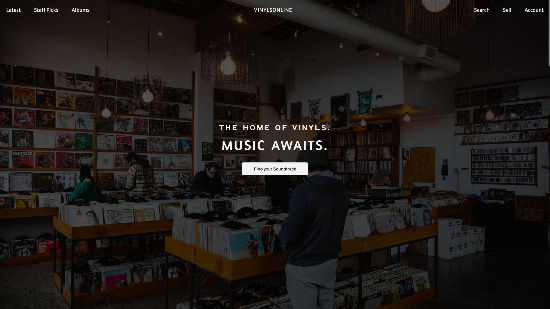 Latest Staff Picks Albums VINYLSONLINE Search Sell Account
THE HOME OF VINYLS.
MUSIC AWAITS.
Find your Soundtrack